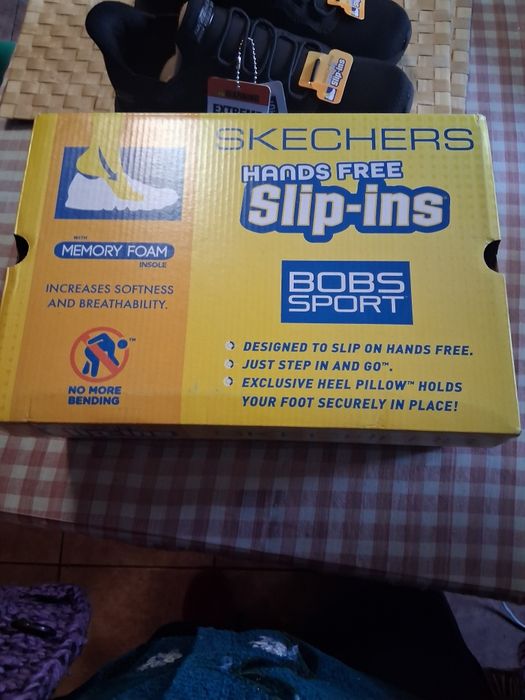 Slip-ins
WARNING
EXTREME
SKECHERS
HANDS FREE
Slip-ins
WITH
MEMORY FOAM
INSOLE
INCREASES SOFTNESS
AND BREATHABILITY.
™
NO MORE
BENDING
BOBS
SPORT
DESIGNED TO SLIP ON HANDS FREE.
JUST STEP IN AND GO™.
EXCLUSIVE HEEL PILLOW™ HOLDS
YOUR FOOT SECURELY IN PLACE!